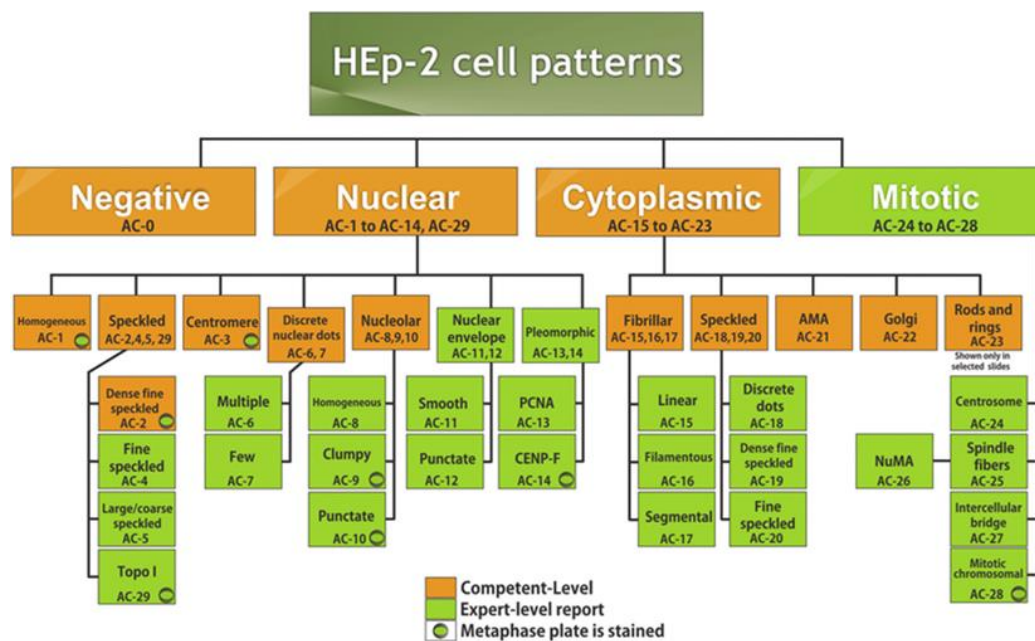 HEp-2 cell patterns
Negative
AC-0
Nuclear
AC-1 to AC-14, AC-29
Cytoplasmic
AC-15 to AC-23
Mitotic
AC-24 to AC-28
Homogeneous
AC-1
Speckled
AC-2,4,5, 29
Centromere
AC-3
Discrete
nuclear dots
AC-6, 7
Nucleolar
AC-8,9,10
Nuclear
envelope
AC-11,12
Pleomorphic
AC-13,14
Fibrillar
AC-15,16,17
Speckled
AC-18,19,20
AMA
AC-21
Golgi
AC-22
Rods and
rings
AC-23
Shown only in
selected slides
Dense fine
speckled
AC-2
Fine
speckled
AC-4
Large/coarse
speckled
AC-5
Topo I
AC-29
Multiple
AC-6
Few
AC-7
Homogeneous
AC-8
Clumpy
AC-9
Punctate
AC-10
Smooth
AC-11
Punctate
AC-12
PCNA
AC-13
CENP-F
AC-14
Linear
AC-15
Filamentous
AC-16
Segmental
AC-17
Discrete
dots
AC-18
Dense fine
speckled
AC-19
Fine
speckled
AC-20
Centrosome
AC-24
NuMA
AC-26
Spindle
fibers
AC-25
Intercellular
bridge
AC-27
Mitotic
chromosomal
AC-28
Competent-Level
Expert-level report
Metaphase plate is stained